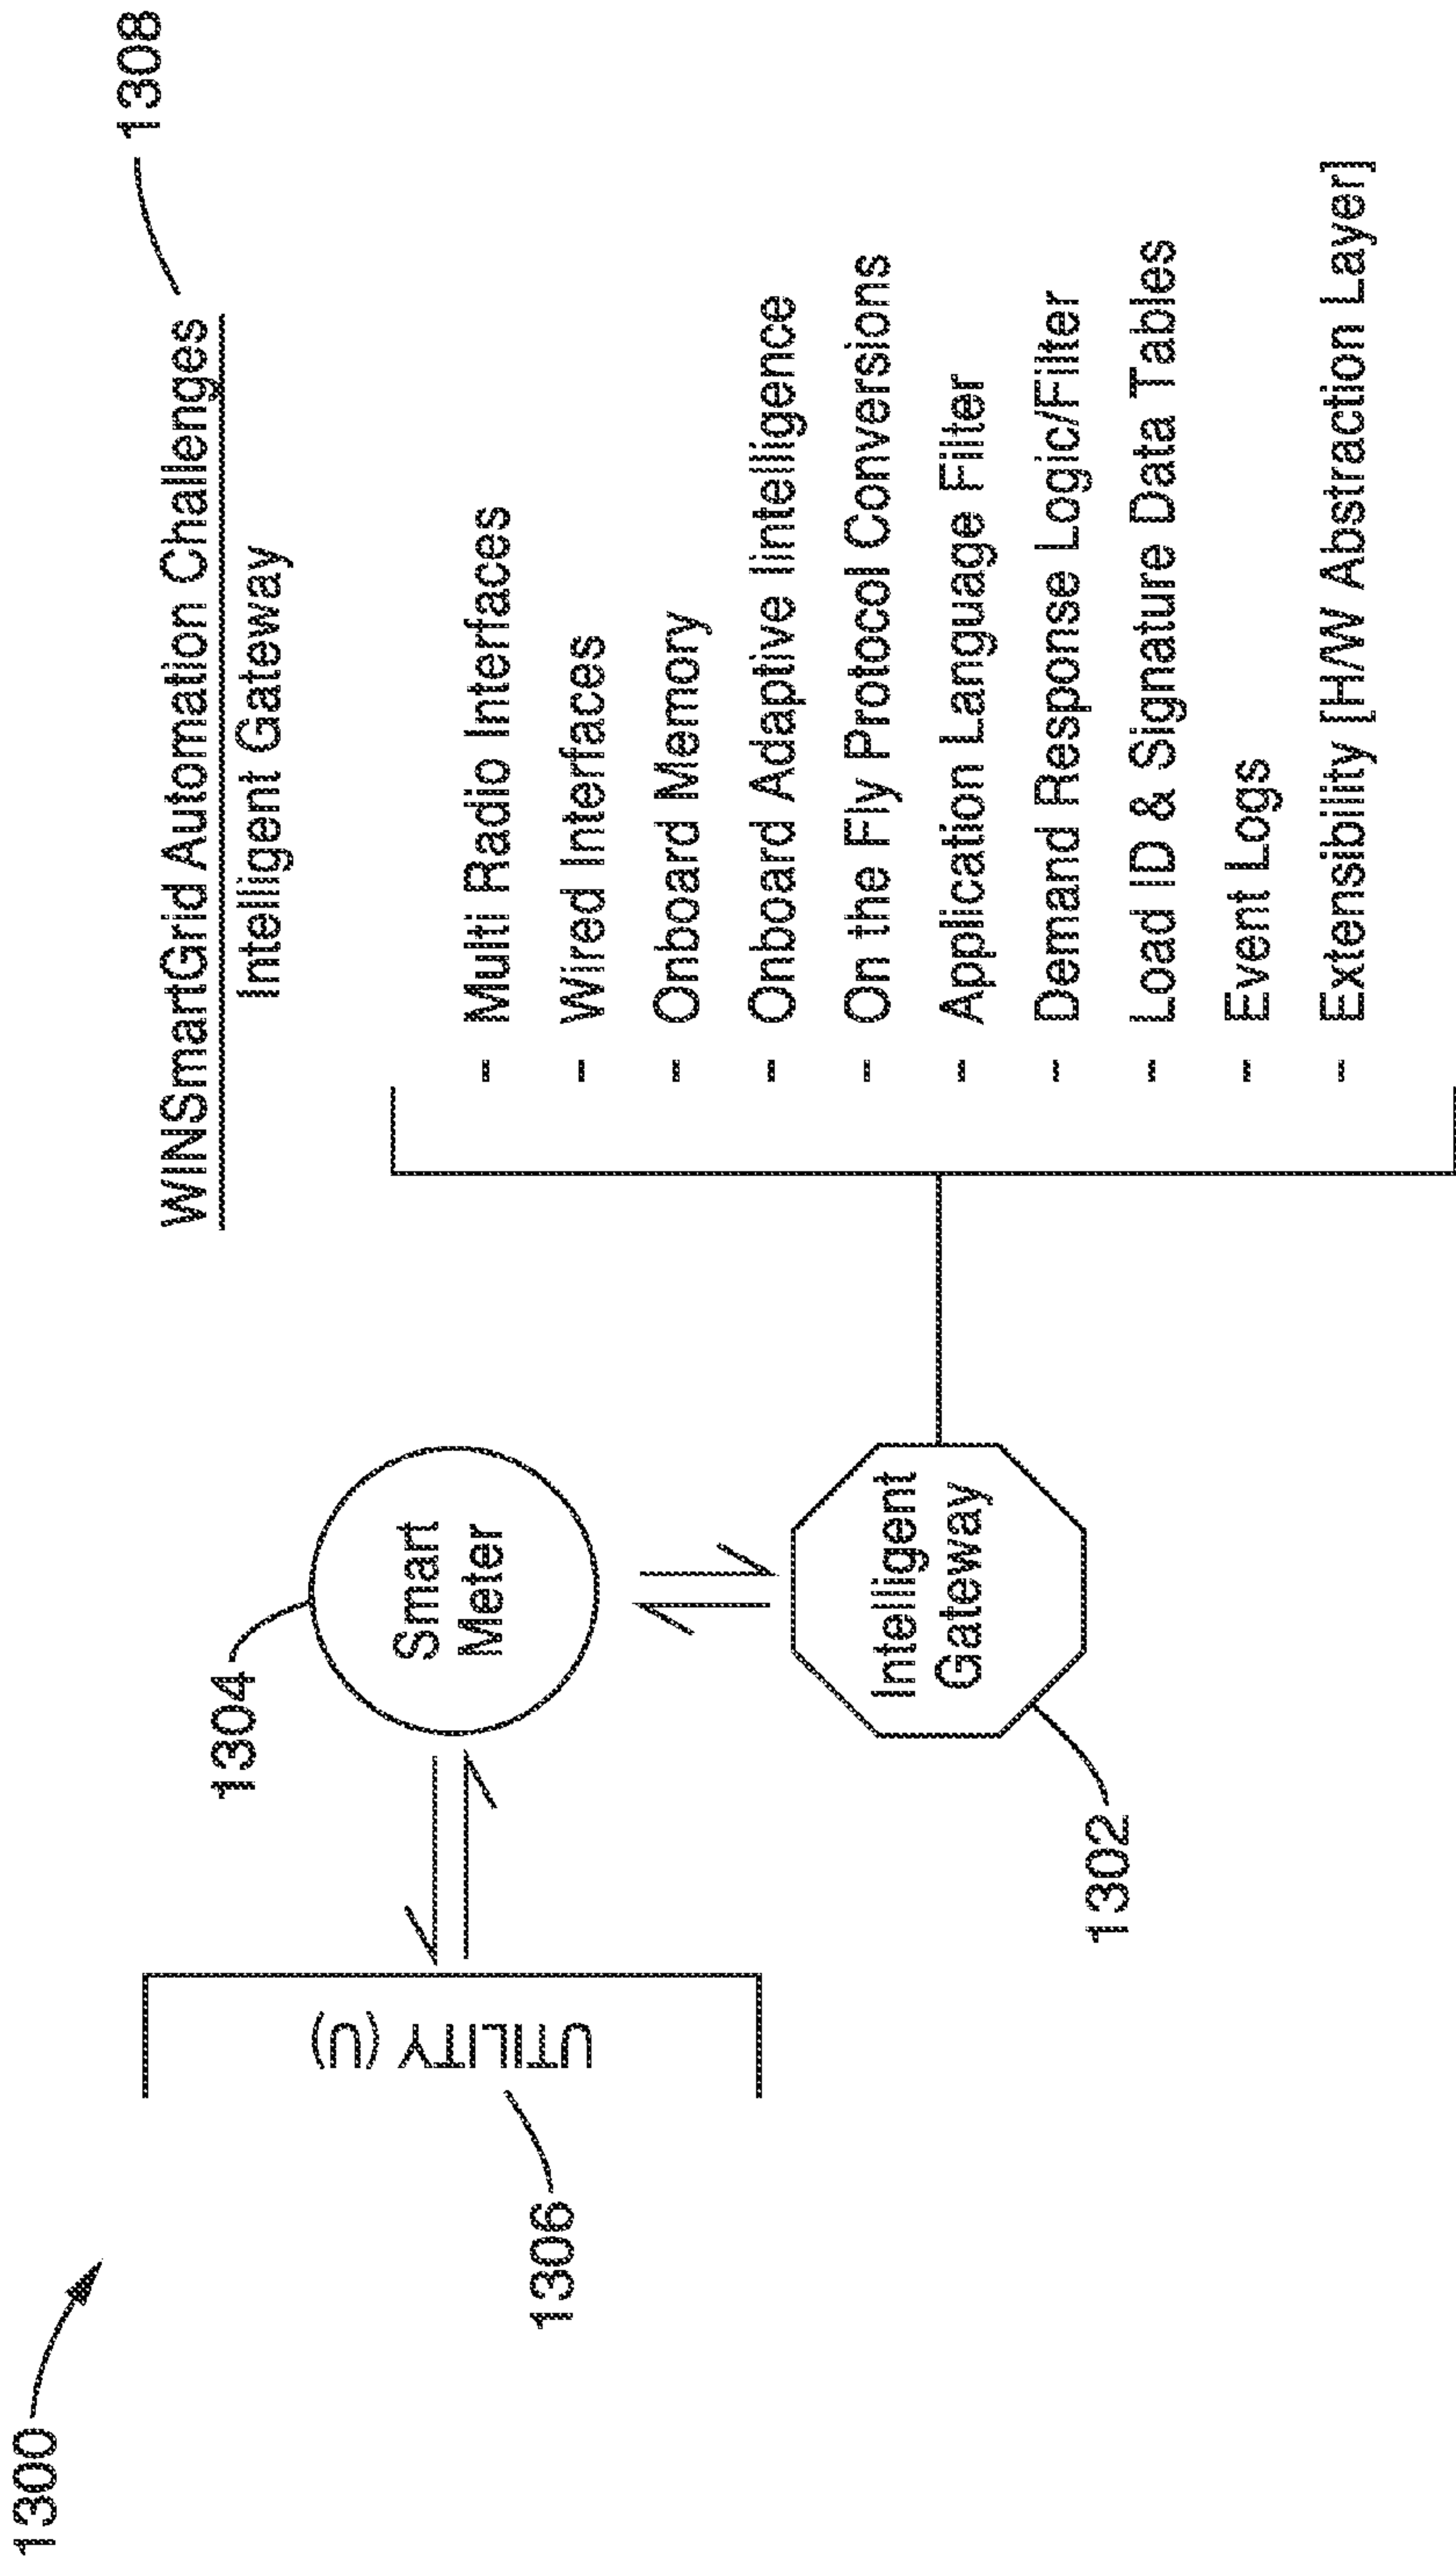 1300
1308
WINSmartGrid Automation Challenges
Intelligent Gateway
1304
1306
UTILITY (U)
Smart
Meter
1302
Intelligent
Gateway
- Multi Radio Interfaces
- Wired Interfaces
- Onboard Memory
- Onboard Adaptive Iintelligence
- On the Fly Protocol Conversions
- Application Language Filter
- Demand Response Logic/Filter
- Load ID & Signature Data Tables
- Event Logs
- Extensibility [H/W Abstraction Layer]